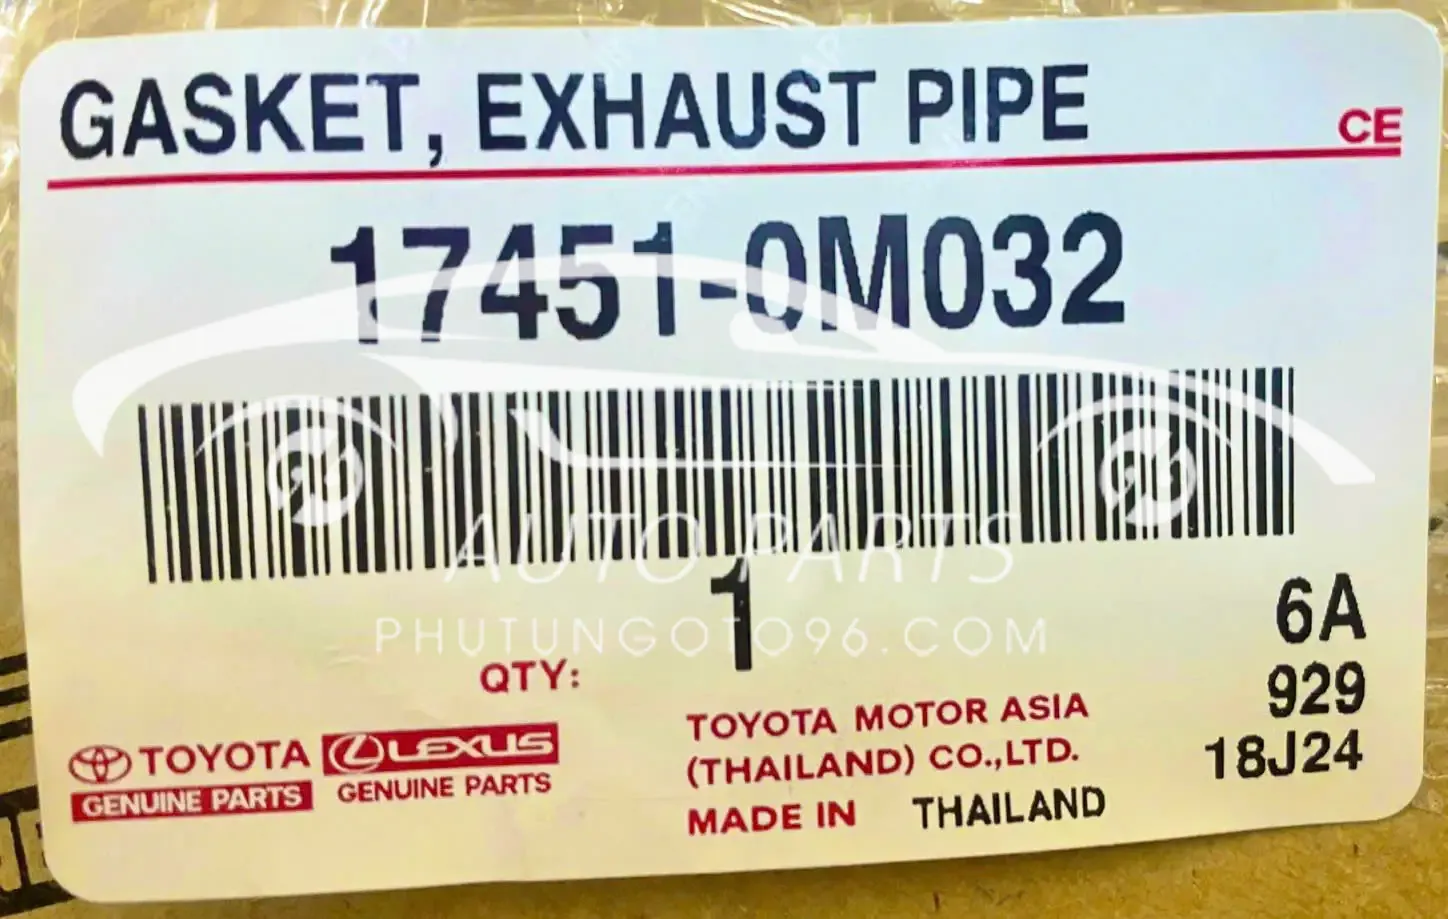 GASKET, EXHAUST PIPE
CE
17451-0M032
AUTO PARTS
PHUTUNGOTO96.COM
QTY: 1
6A
929
18J24
TOYOTA
GENUINE PARTS
LEXUS
GENUINE PARTS
TOYOTA MOTOR ASIA
(THAILAND) CO.,LTD.
MADE IN THAILAND